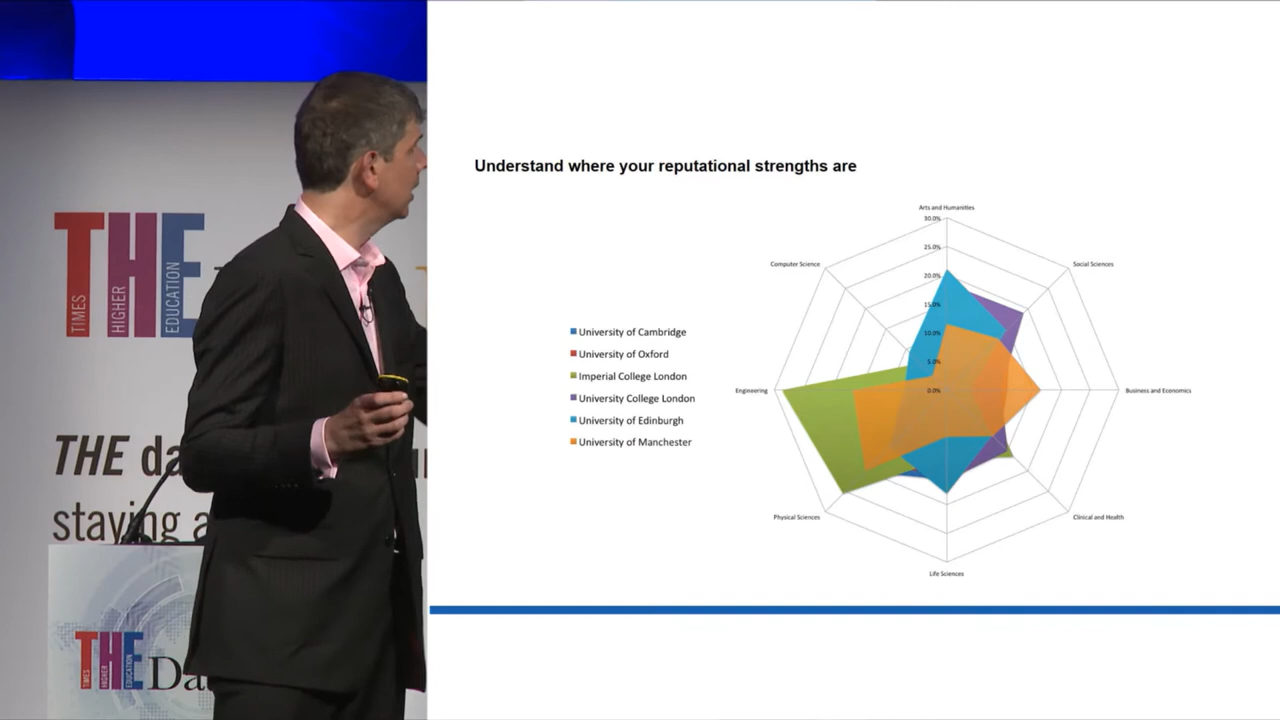 TIMES
HIGHER
EDUCATION
THE
THE da
staying a
TIMES
HIGHER
EDUCATION
THE Da
Understand where your reputational strengths are
University of Cambridge
University of Oxford
Imperial College London
University College London
University of Edinburgh
University of Manchester
Arts and Humanities
30.0%
25.0%
Computer Science
Social Sciences
20.0%
15.0%
10.0%
5.0%
Engineering
0.0%
Business and Economics
Physical Sciences
Clinical and Health
Life Sciences